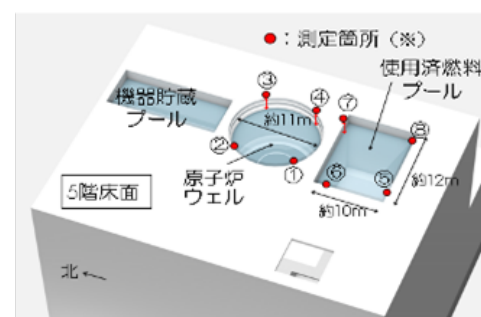 ●：測定箇所（※）
使用済燃料
プール
機器貯蔵
プール
③
④
⑦
約11m
⑧
②
①
原子炉
ウェル
⑥
⑤
約12m
約10m
5階床面
北←